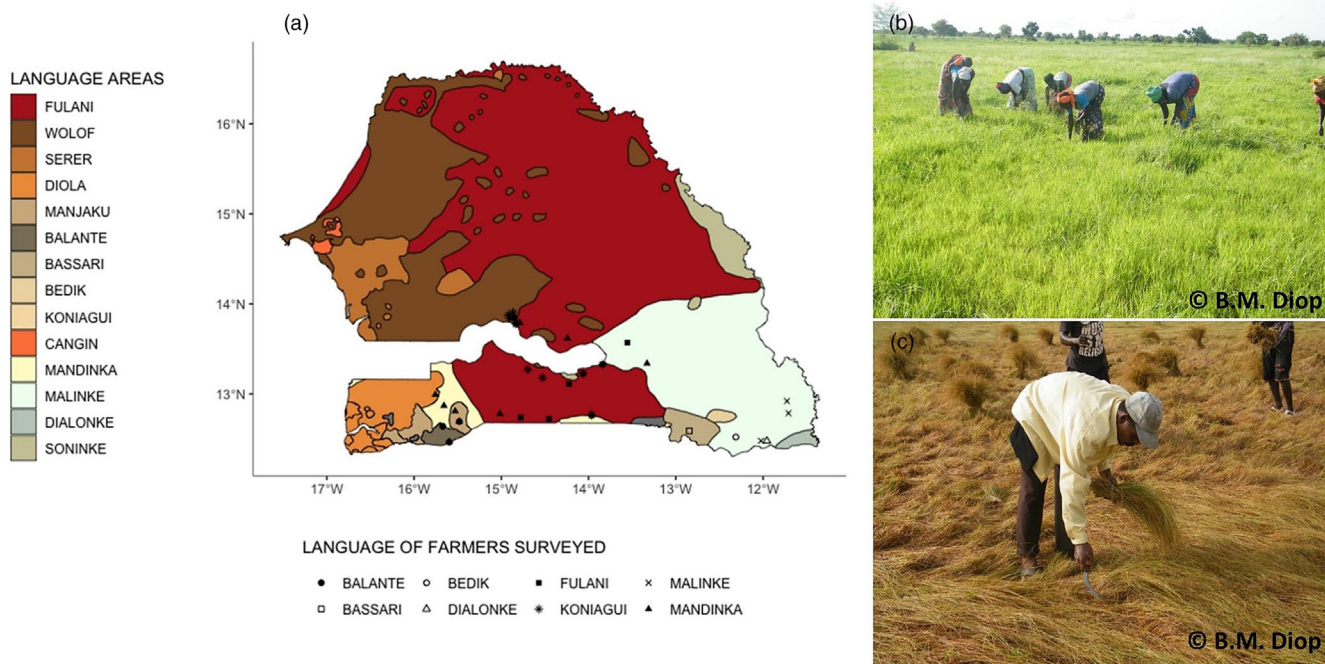 (a)
LANGUAGE AREAS
FULANI
WOLOF
SERER
DIOLA
MANJAKU
BALANTE
BASSARI
BEDIK
KONIAGUI
CANGIN
MANDINKA
MALINKE
DIALONKE
SONINKE
16°N
15°N
14°N
13°N
17°W 16°W 15°W 14°W 13°W 12°W
LANGUAGE OF FARMERS SURVEYED
BALANTE BEDIK FULANI MALINKE
BASSARI DIALONKE KONIAGUI MANDINKA
(b)
© B.M. Diop
(c)
RELIGI
© B.M. Diop